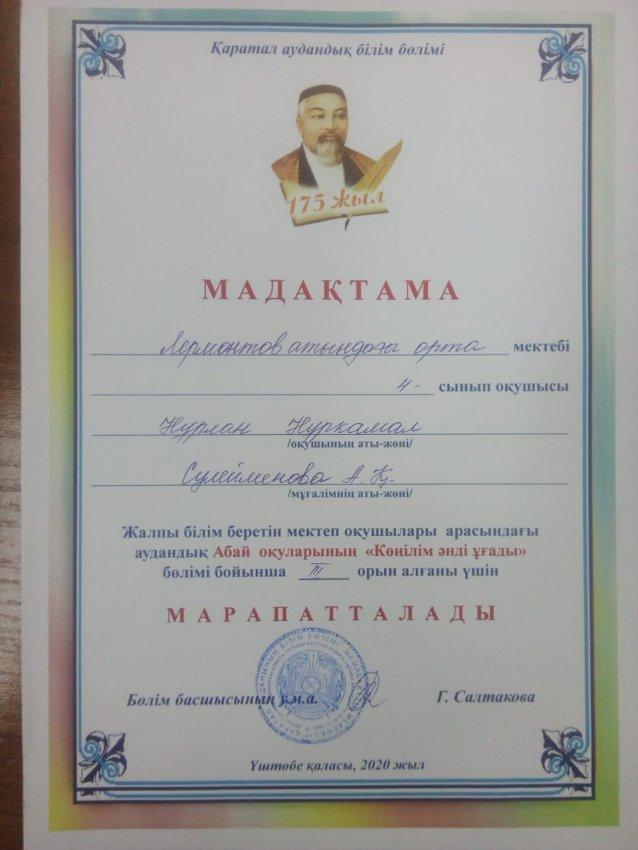 Қаратал аудандық білім бөлімі
175 жыл
МАДАҚТАМА
Лермонтов атындағы орта мектебі
4- сынып оқушысы
Нұрлан Нұркамал
/оқушының аты-жөні/
Сулейменова А. Қ.
/мұғалімнің аты-жөні/
Жалпы білім беретін мектеп оқушылары арасындағы
аудандық Абай оқуларының «Көңілім әнді ұғады»
бөлімі бойынша III орын алғаны үшін
МАРАПАТТАЛАДЫ
Бөлім басшысының у.м.а. Г. Салтакова
Үштөбе қаласы, 2020 жыл